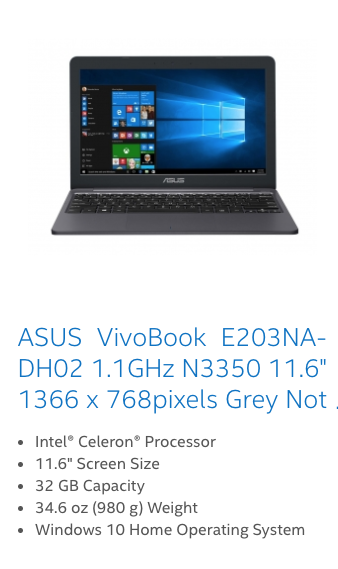 ASUS
ASUS VivoBook E203NA-
DH02 1.1GHz N3350 11.6"
1366 x 768pixels Grey Not .
• Intel® Celeron® Processor
• 11.6" Screen Size
• 32 GB Capacity
• 34.6 oz (980 g) Weight
• Windows 10 Home Operating System